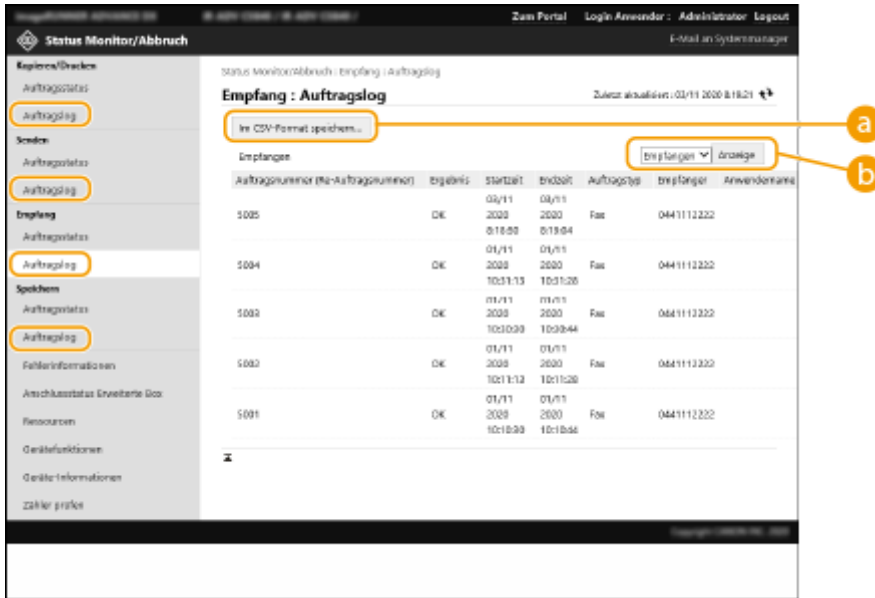 Zum Portal Login Anwender : Administrator Logout
Status Monitor/Abbruch E-Mail an Systemmanager
Kopieren/Drucken
Auftragsstatus
Auftragslog
Senden
Auftragsstatus
Auftragslog
Empfang
Auftragsstatus
Auftragslog
Speichern
Auftragsstatus
Auftragslog
Fehlerinformationen
Anschlussstatus Erweiterte Box
Ressourcen
Gerätefunktionen
Geräte-Informationen
Zähler prüfen
Status Monitor/Abbruch : Empfang : Auftragslog
Empfang : Auftragslog Zuletzt aktualisiert : 03/11 2020 8:19:21
Im CSV-Format speichern...
a
Empfangen Empfangen Anzeige
b
Auftragsnummer (Re-Auftragsnummer) Ergebnis Startzeit Endzeit Auftragstyp Empfänger Anwendername
03/11 03/11
5005 OK 2020 2020 Fax 0441112222
8:18:50 8:19:04
01/11 01/11
5004 OK 2020 2020 Fax 0441112222
10:31:13 10:31:28
01/11 01/11
5003 OK 2020 2020 Fax 0441112222
10:30:30 10:30:44
01/11 01/11
5002 OK 2020 2020 Fax 0441112222
10:11:13 10:11:28
01/11 01/11
5001 OK 2020 2020 Fax 0441112222
10:10:30 10:10:44